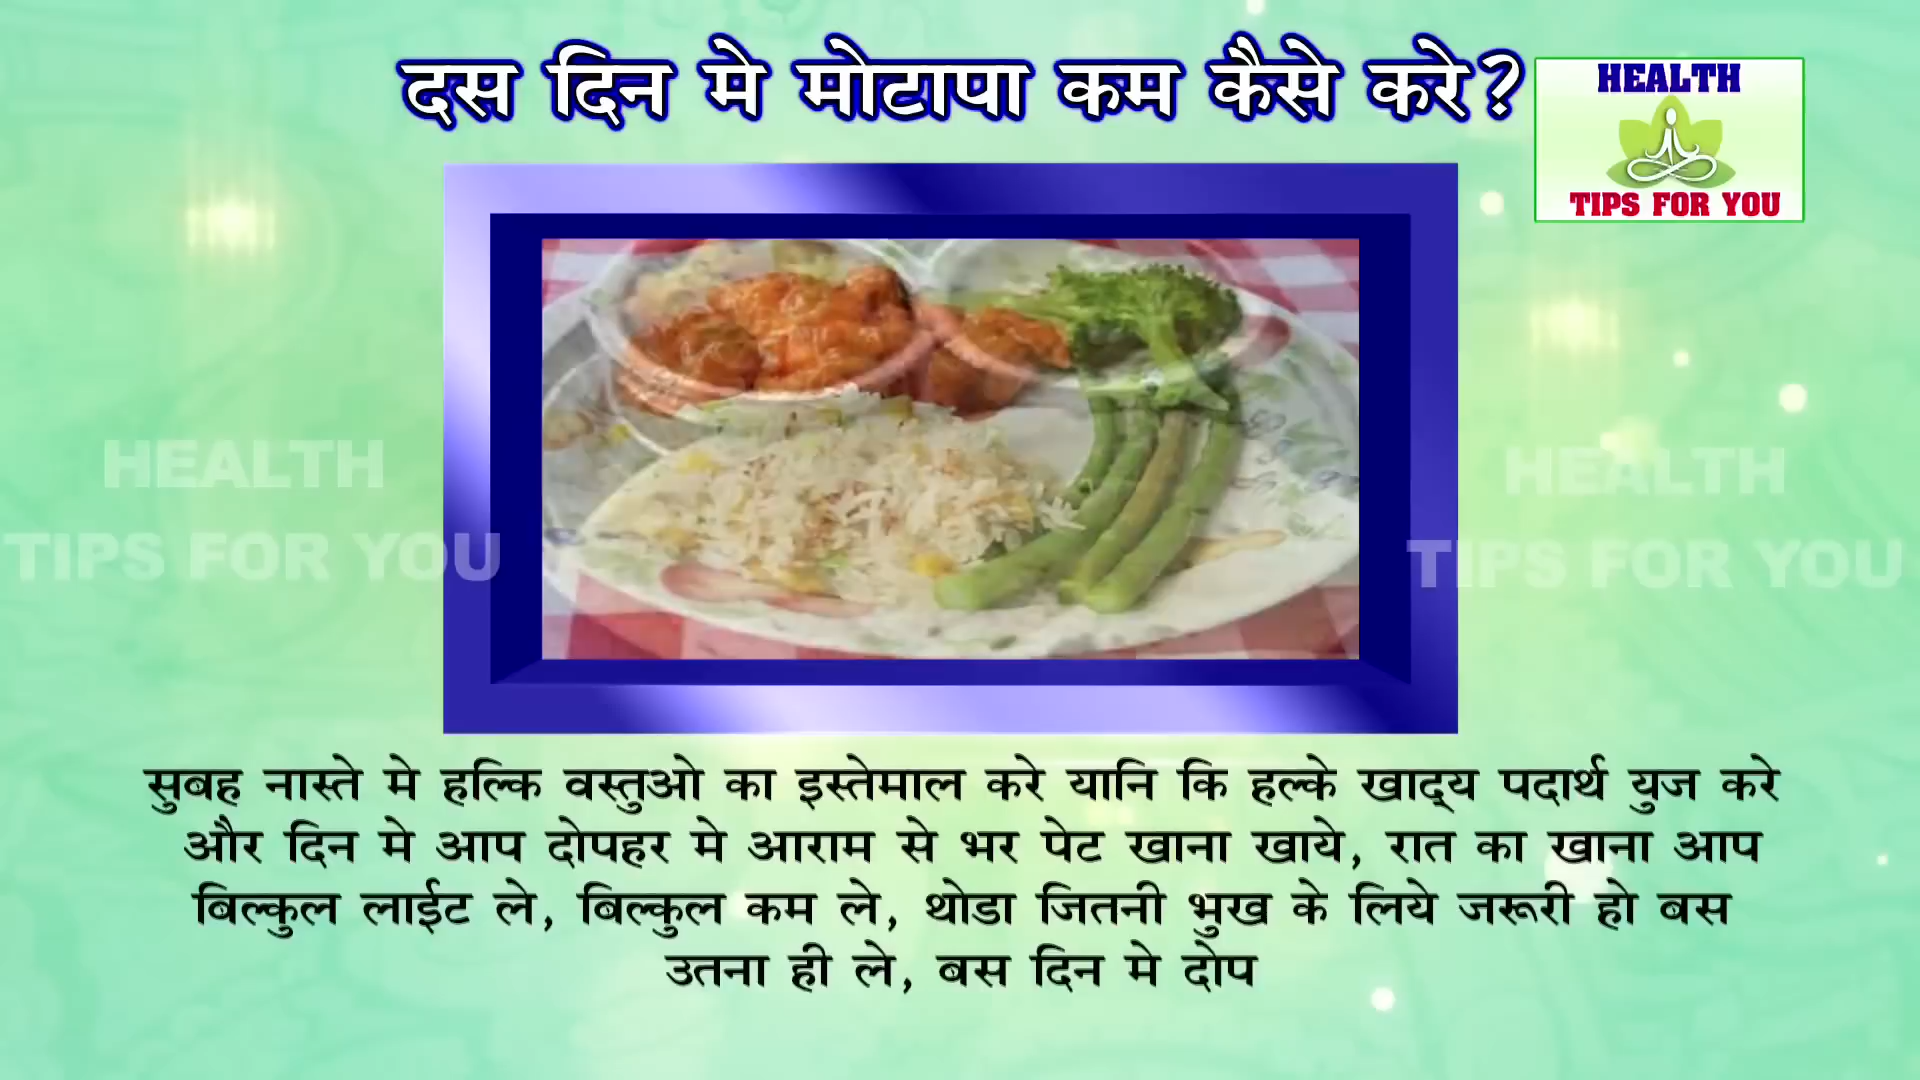 दस दिन मे मोटापा कम कैसे करे?
HEALTH
TIPS FOR YOU
HEALTH
TIPS FOR YOU
HEALTH
TIPS FOR YOU
सुबह नास्ते मे हल्कि वस्तुओ का इस्तेमाल करे यानि कि हल्के खाद्य पदार्थ युज करे
और दिन मे आप दोपहर मे आराम से भर पेट खाना खाये, रात का खाना आप
बिल्कुल लाईट ले, बिल्कुल कम ले, थोडा जितनी भुख के लिये जरूरी हो बस
उतना ही ले, बस दिन मे दोप